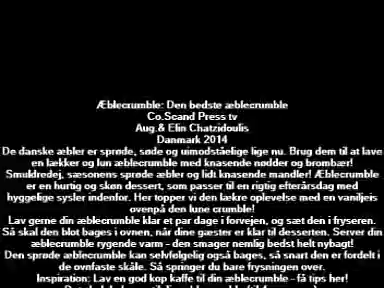 Æblecrumble: Den bedste æblecrumble
Co.Scand Press tv
Aug.& Elin Chatzidoulis
Danmark 2014
De danske æbler er sprøde, søde og uimodståelige lige nu. Brug dem til at lave
en lækker og lun æblecrumble med knasende nødder og brombær!
Smuldredej, sæsonens sprøde æbler og lidt knasende mandler! Æblecrumble
er en hurtig og skøn dessert, som passer til en rigtig efterårsdag med
hyggelige sysler indenfor. Her topper vi den lækre oplevelse med en vaniljeis
ovenpå den lune crumble!
Lav gerne din æblecrumble klar et par dage i forvejen, og sæt den i fryseren.
Så skal den blot bages i ovnen, når dine gæster er klar til desserten. Server din
æblecrumble rygende varm - den smager nemlig bedst helt nybagt!
Den sprøde æblecrumble kan selvfølgelig også bages, så snart den er fordelt i
de ovnfaste skåle. Så springer du bare frysningen over.
Inspiration: Lav en god kop kaffe til din æblecrumble - få tips her!